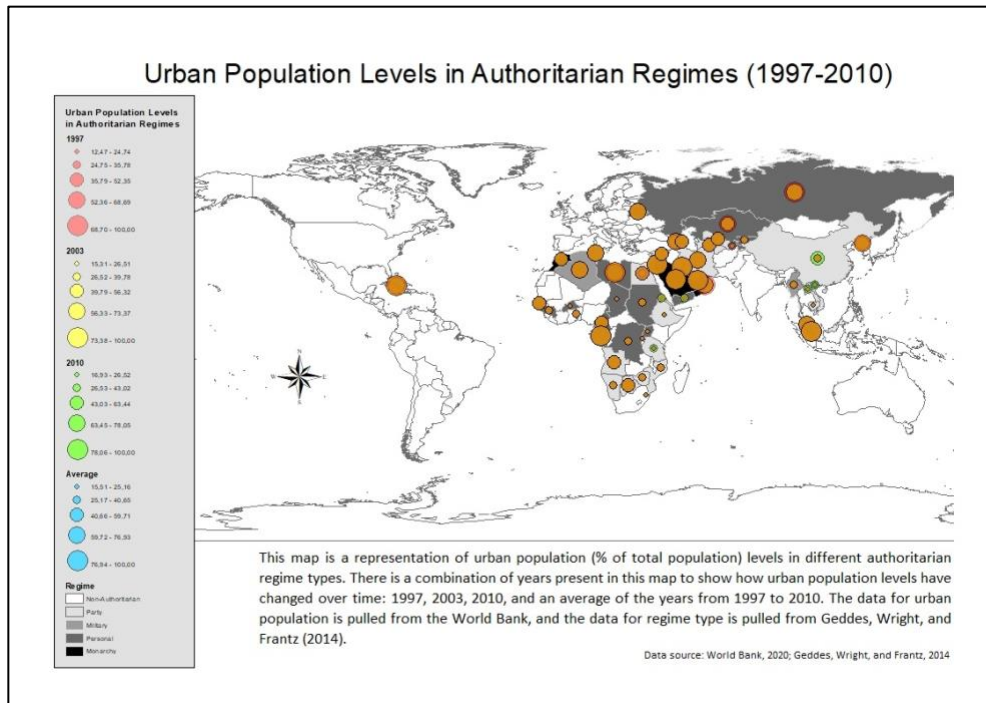 Urban Population Levels in Authoritarian Regimes (1997-2010)
Urban Population Levels
in Authoritarian Regimes
1997
12,47 - 24,74
24,75 - 35,78
35,79 - 52,35
52,36 - 68,69
68,70 - 100,00
2003
15,31 - 26,51
26,52 - 39,78
39,79 - 56,32
56,33 - 73,37
73,38 - 100,00
2010
16,93 - 26,52
26,53 - 43,02
43,03 - 63,44
63,45 - 78,05
78,06 - 100,00
Average
15,51 - 25,16
25,17 - 40,65
40,66 - 59,71
59,72 - 76,93
76,94 - 100,00
Regime
Non-Authoritarian
Party
Military
Personal
Monarchy
N
W
E
S
This map is a representation of urban population (% of total population) levels in different authoritarian
regime types. There is a combination of years present in this map to show how urban population levels have
changed over time: 1997, 2003, 2010, and an average of the years from 1997 to 2010. The data for urban
population is pulled from the World Bank, and the data for regime type is pulled from Geddes, Wright, and
Frantz (2014).
Data source: World Bank, 2020; Geddes, Wright, and Frantz, 2014